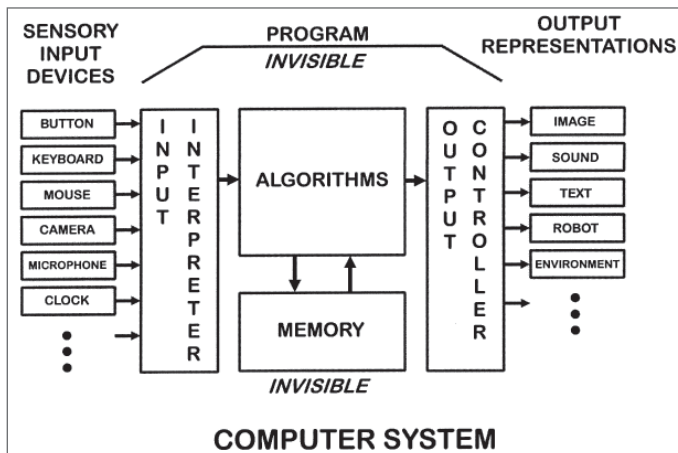 SENSORY
INPUT
DEVICES
PROGRAM
INVISIBLE
OUTPUT
REPRESENTATIONS
BUTTON
KEYBOARD
MOUSE
CAMERA
MICROPHONE
CLOCK
INPUT
INTERPRETER
ALGORITHMS
MEMORY
INVISIBLE
OUTPUT
CONTROLLER
IMAGE
SOUND
TEXT
ROBOT
ENVIRONMENT
COMPUTER SYSTEM